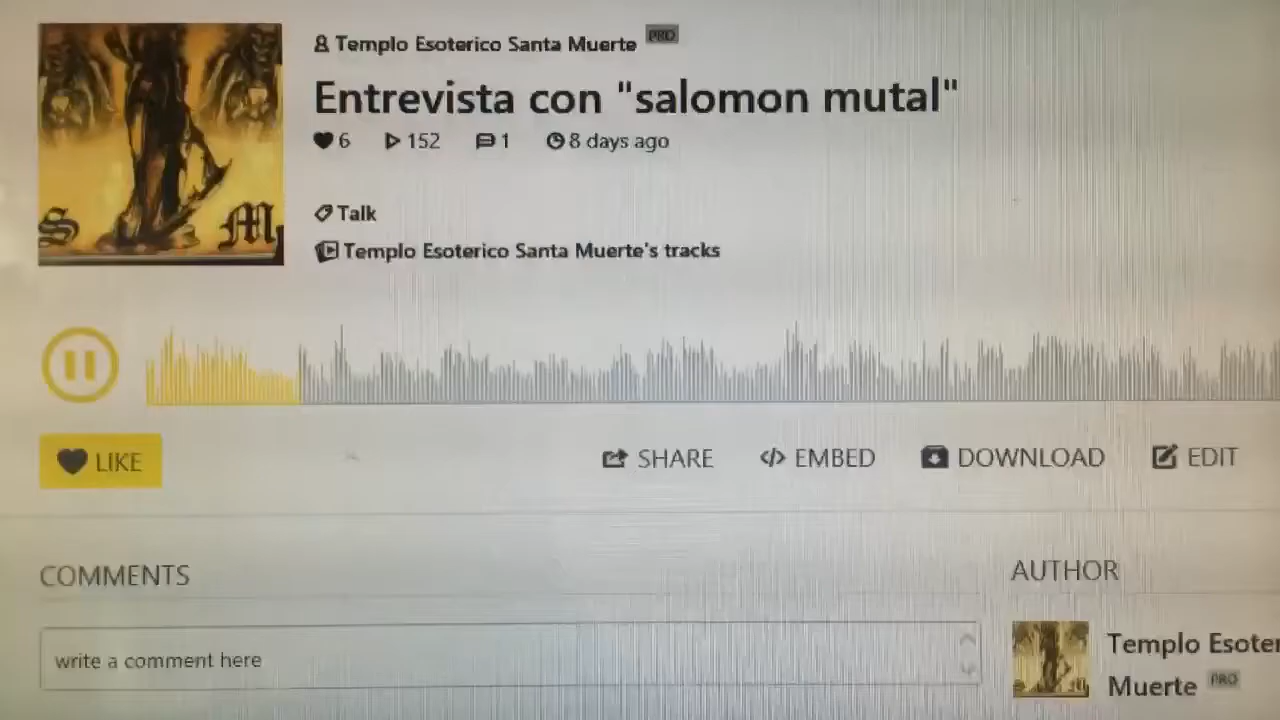 Templo Esoterico Santa Muerte PRO
Entrevista con "salomon mutal"
6 152 1 8 days ago
Talk
Templo Esoterico Santa Muerte's tracks
S M
LIKE
SHARE EMBED DOWNLOAD EDIT
COMMENTS
AUTHOR
write a comment here
Templo Esoter
Muerte PRO